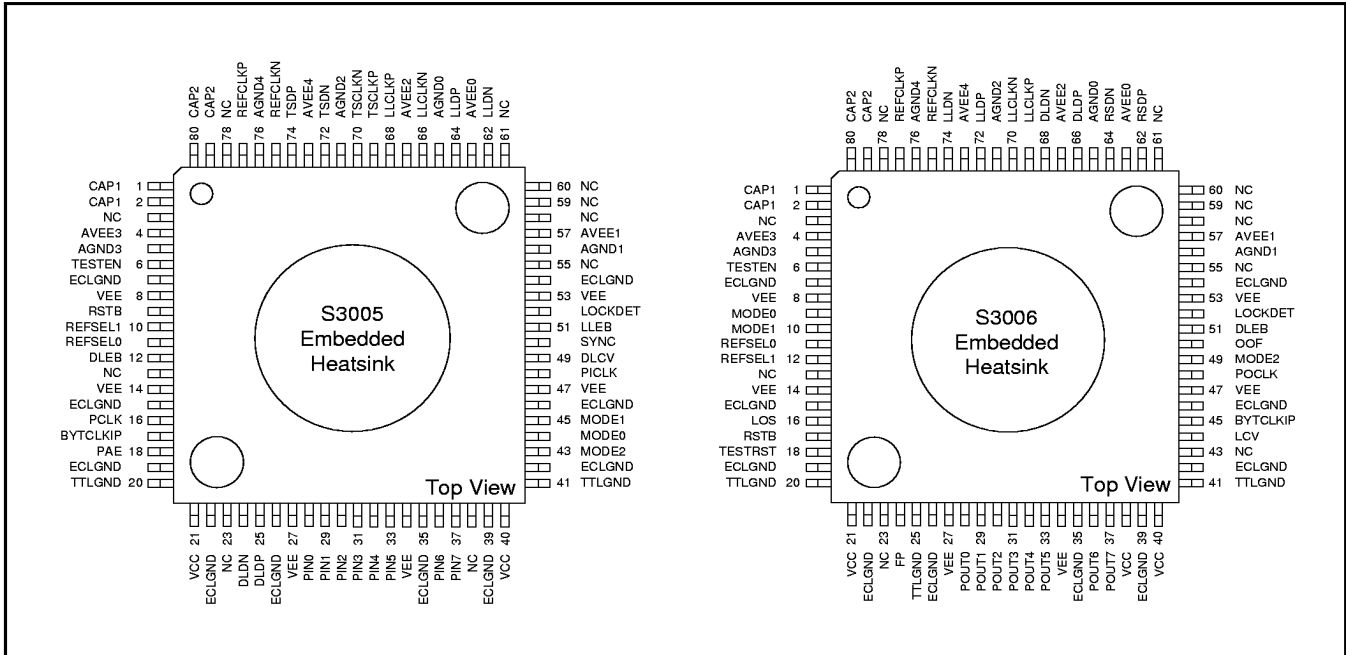 80 CAP2
CAP2
78 NC
REFCLKP
76 AGND4
REFCLKN
74 TSDP
AVEE4
72 TSDN
AGND2
70 TSCLKN
TSCLKP
68 LLCLKP
AVEE2
66 LLCLKN
AGND0
64 LLDP
AVEE0
62 LLDN
61 NC
CAP1 1
CAP1 2
NC
AVEE3 4
AGND3
TESTEN 6
ECLGND
VEE 8
RSTB
REFSEL1 10
REFSEL0
DLEB 12
NC
VEE 14
ECLGND
PCLK 16
BYTCLKIP
PAE 18
ECLGND
TTLGND 20
S3005
Embedded
Heatsink
Top View
60 NC
59 NC
NC
57 AVEE1
AGND1
55 NC
ECLGND
53 VEE
LOCKDET
51 LLEB
SYNC
49 DLCV
PICLK
47 VEE
ECLGND
45 MODE1
MODE0
43 MODE2
ECLGND
41 TTLGND
VCC 21
ECLGND
NC 23
DLDN
DLDP 25
ECLGND
VEE 27
PIN0
PIN1 29
PIN2
PIN3 31
PIN4
PIN5 33
VEE
ECLGND 35
PIN6
PIN7 37
NC
ECLGND 39
VCC 40
80 CAP2
CAP2
78 NC
REFCLKP
76 AGND4
REFCLKN
74 LLDN
AVEE4
72 LLDP
AGND2
70 LLCLKN
LLCLKP
68 DLDN
AVEE2
66 DLDP
AGND0
64 RSDN
AVEE0
62 RSDP
61 NC
CAP1 1
CAP1 2
NC
AVEE3 4
AGND3
TESTEN 6
ECLGND
VEE 8
MODE0
MODE1 10
REFSEL0
REFSEL1 12
NC
VEE 14
ECLGND
LOS 16
RSTB
TESTRST 18
ECLGND
TTLGND 20
S3006
Embedded
Heatsink
Top View
60 NC
59 NC
NC
57 AVEE1
AGND1
55 NC
ECLGND
53 VEE
LOCKDET
51 DLEB
OOF
49 MODE2
POCLK
47 VEE
ECLGND
45 BYTCLKIP
LCV
43 NC
ECLGND
41 TTLGND
VCC 21
ECLGND
NC 23
FP
TTLGND 25
ECLGND
VEE 27
POUT0
POUT1 29
POUT2
POUT3 31
POUT4
POUT5 33
VEE
ECLGND 35
POUT6
POUT7 37
VCC
ECLGND 39
VCC 40